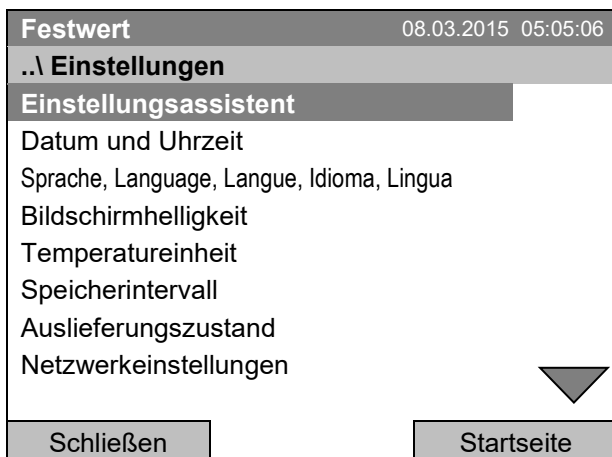 Festwert 08.03.2015 05:05:06
..\ Einstellungen
Einstellungsassistent
Datum und Uhrzeit
Sprache, Language, Langue, Idioma, Lingua
Bildschirmhelligkeit
Temperatureinheit
Speicherintervall
Auslieferungszustand
Netzwerkeinstellungen
Schließen Startseite